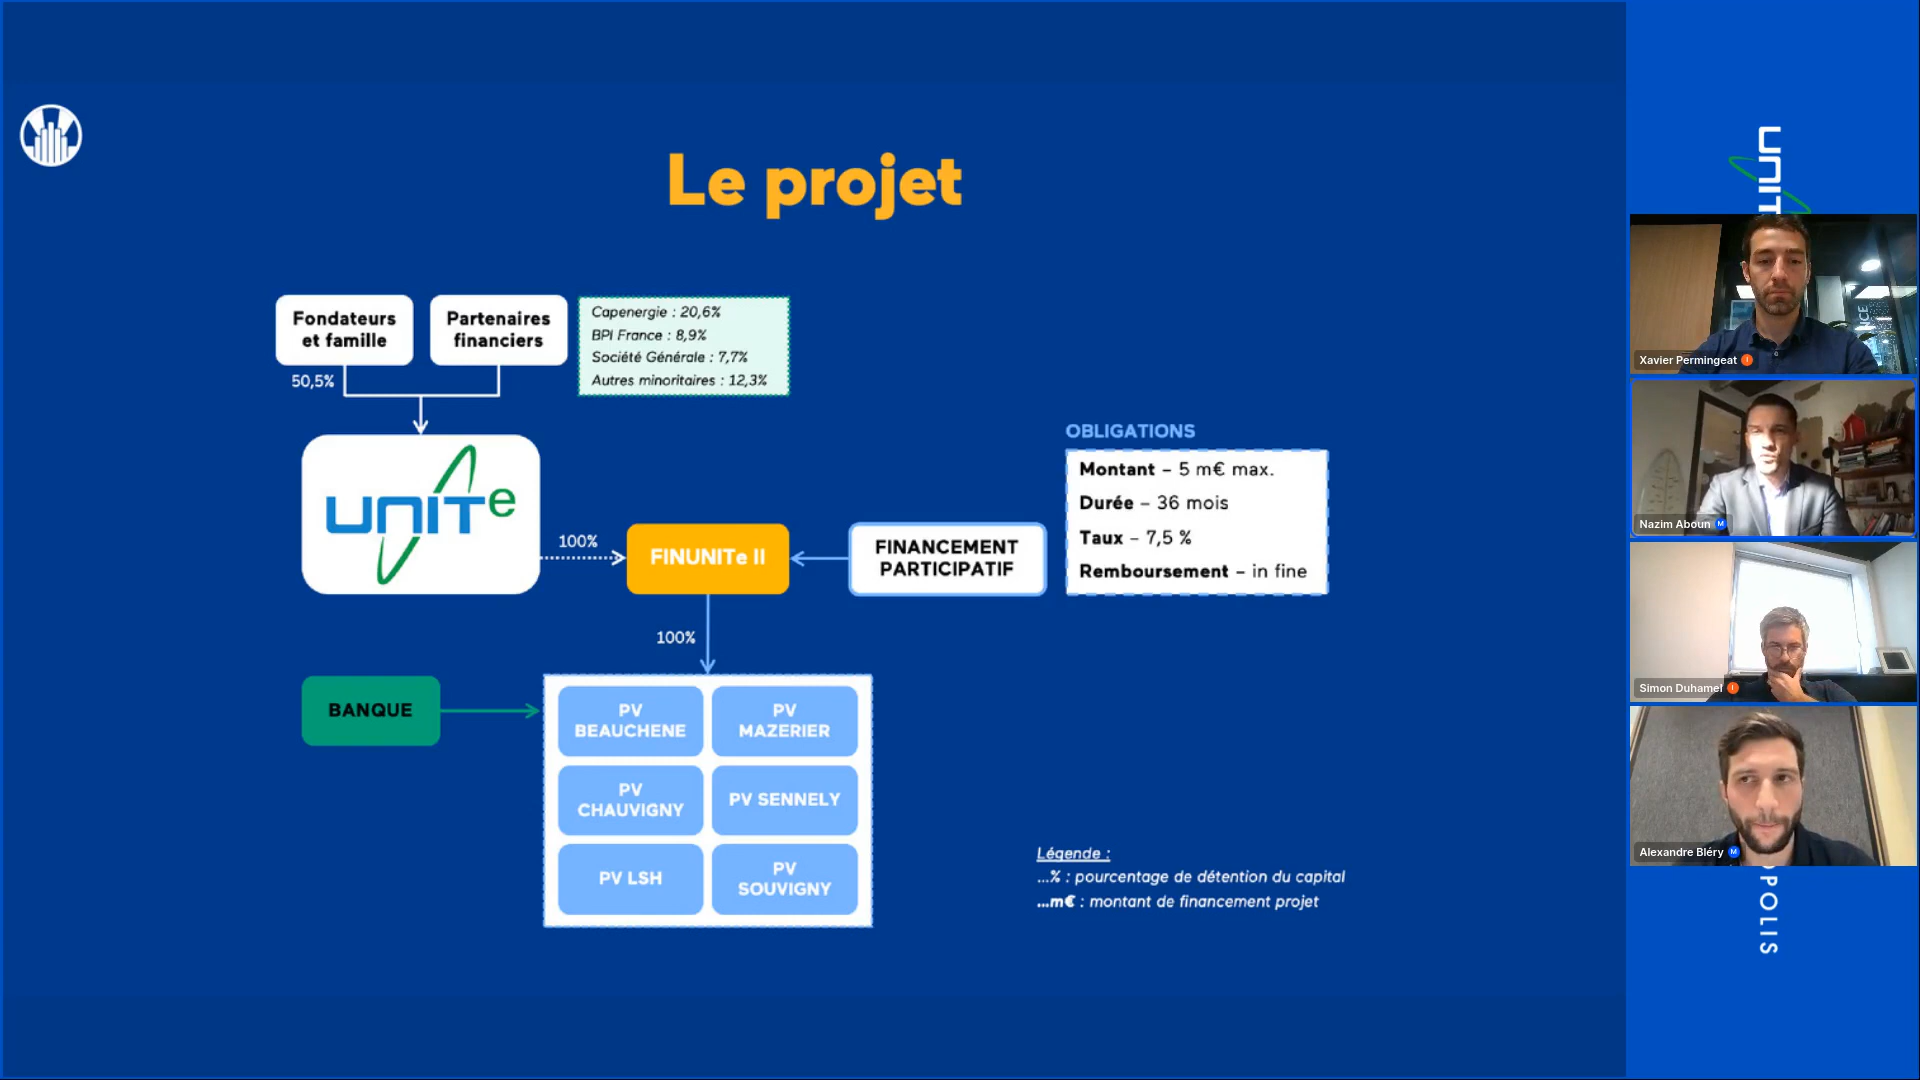 Le projet
Fondateurs
et famille
Partenaires
financiers
Capenergie : 20,6%
BPI France : 8,9%
Société Générale : 7,7%
Autres minoritaires : 12,3%
50,5%
UNITe
100%
FINUNITe II
FINANCEMENT
PARTICIPATIF
OBLIGATIONS
Montant – 5 m€ max.
Durée – 36 mois
Taux – 7,5 %
Remboursement – in fine
100%
BANQUE
PV
BEAUCHENE
PV
MAZERIER
PV
CHAUVIGNY
PV SENNELY
PV LSH
PV
SOUVIGNY
Légende :
...% : pourcentage de détention du capital
...m€ : montant de financement projet
UNIT
Xavier Permingeat
Nazim Aboun M
Simon Duhamel
Alexandre Bléry M
OPOLIS